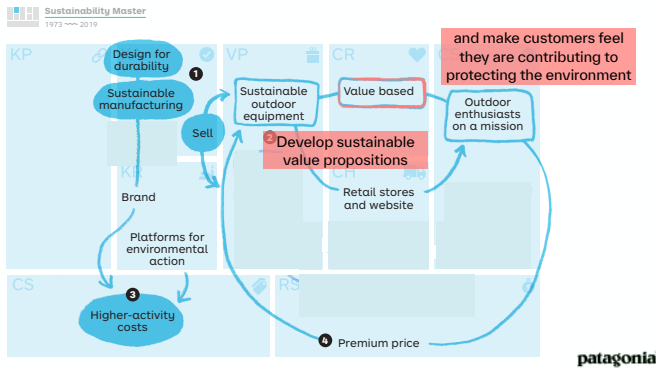 Sustainability Master
1973 2019
and make customers feel
they are contributing to
protecting the environment
KP
VP
CR
Design for
durability
1
Sustainable
manufacturing
Sell
Sustainable
outdoor
equipment
Value based
Outdoor
enthusiasts
on a mission
2
Develop sustainable
value propositions
KR
CH
Brand
Retail stores
and website
Platforms for
environmental
action
CS
RS
3
Higher-activity
costs
4
Premium price
patagonia